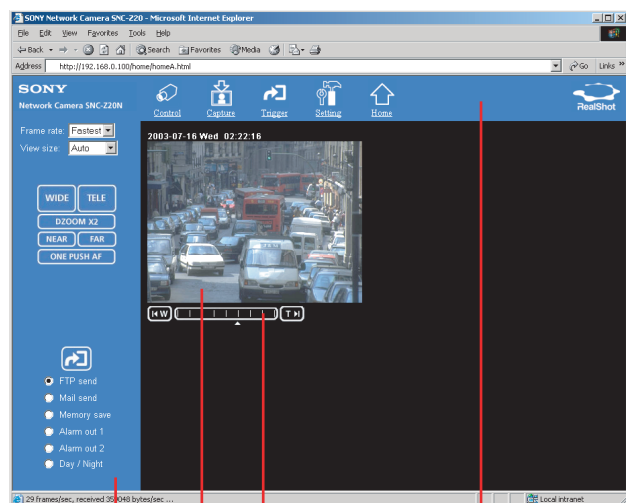 SONY Network Camera SNC-Z20 - Microsoft Internet Explorer
File Edit View Favorites Tools Help
Back Search Favorites Media
Address http://192.168.0.100/home/homeA.html Go Links
SONY
Network Camera SNC-Z20N
Control Capture Trigger Setting Home
RealShot
Frame rate: Fastest
View size: Auto
2003-07-16 Wed 02:22:16
WIDE TELE
DZOOM X2
NEAR FAR
ONE PUSH AF
W T
FTP send
Mail send
Memory save
Alarm out 1
Alarm out 2
Day / Night
29 frames/sec, received 359048 bytes/sec ... Local intranet